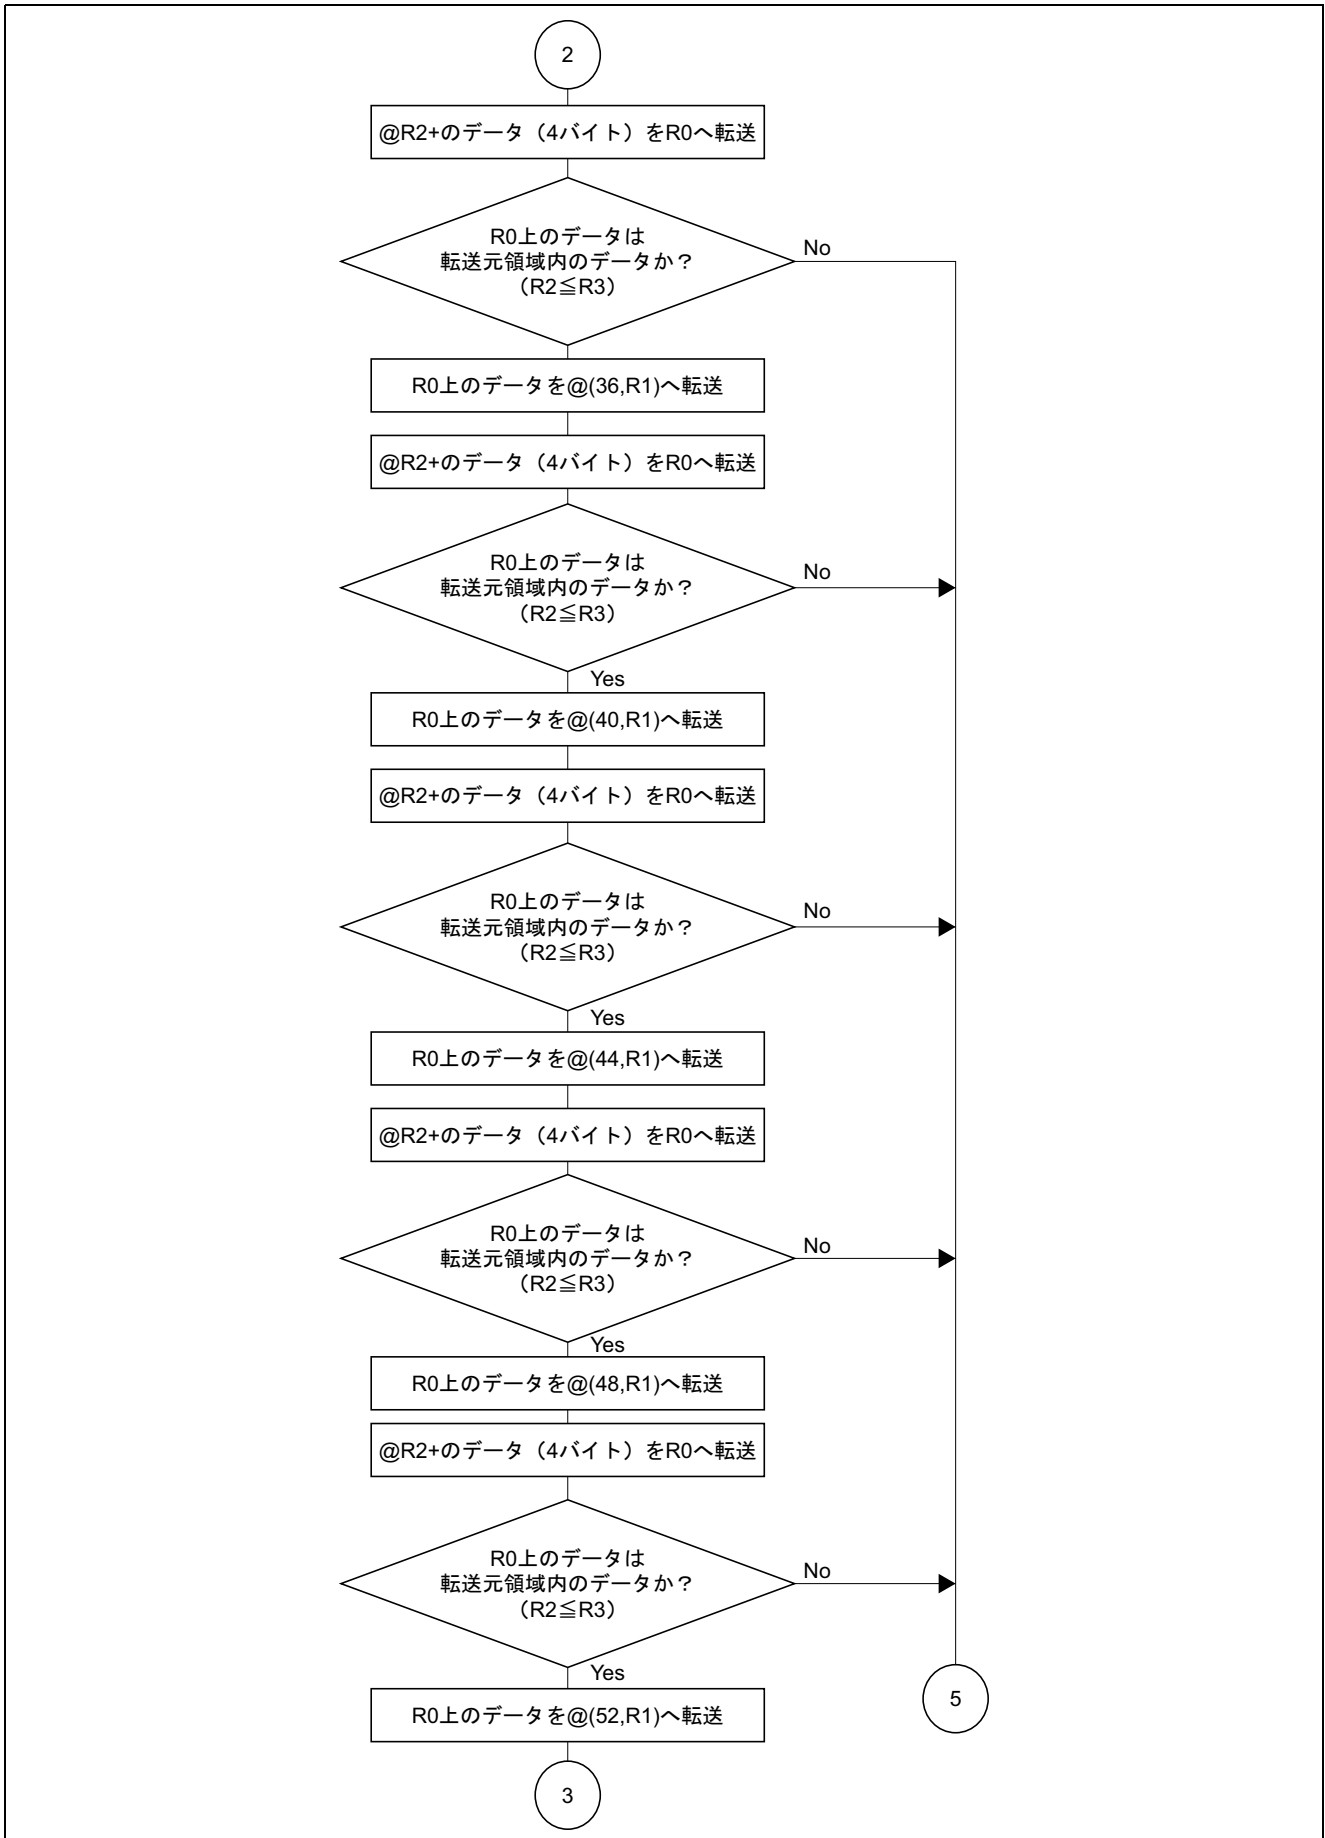 2
@R2+のデータ（4バイト）をR0へ転送
R0上のデータは
転送元領域内のデータか？
（R2≦R3）
No
R0上のデータを@(36,R1)へ転送
@R2+のデータ（4バイト）をR0へ転送
R0上のデータは
転送元領域内のデータか？
（R2≦R3）
No
Yes
R0上のデータを@(40,R1)へ転送
@R2+のデータ（4バイト）をR0へ転送
R0上のデータは
転送元領域内のデータか？
（R2≦R3）
No
Yes
R0上のデータを@(44,R1)へ転送
@R2+のデータ（4バイト）をR0へ転送
R0上のデータは
転送元領域内のデータか？
（R2≦R3）
No
Yes
R0上のデータを@(48,R1)へ転送
@R2+のデータ（4バイト）をR0へ転送
R0上のデータは
転送元領域内のデータか？
（R2≦R3）
No
Yes
R0上のデータを@(52,R1)へ転送
5
3